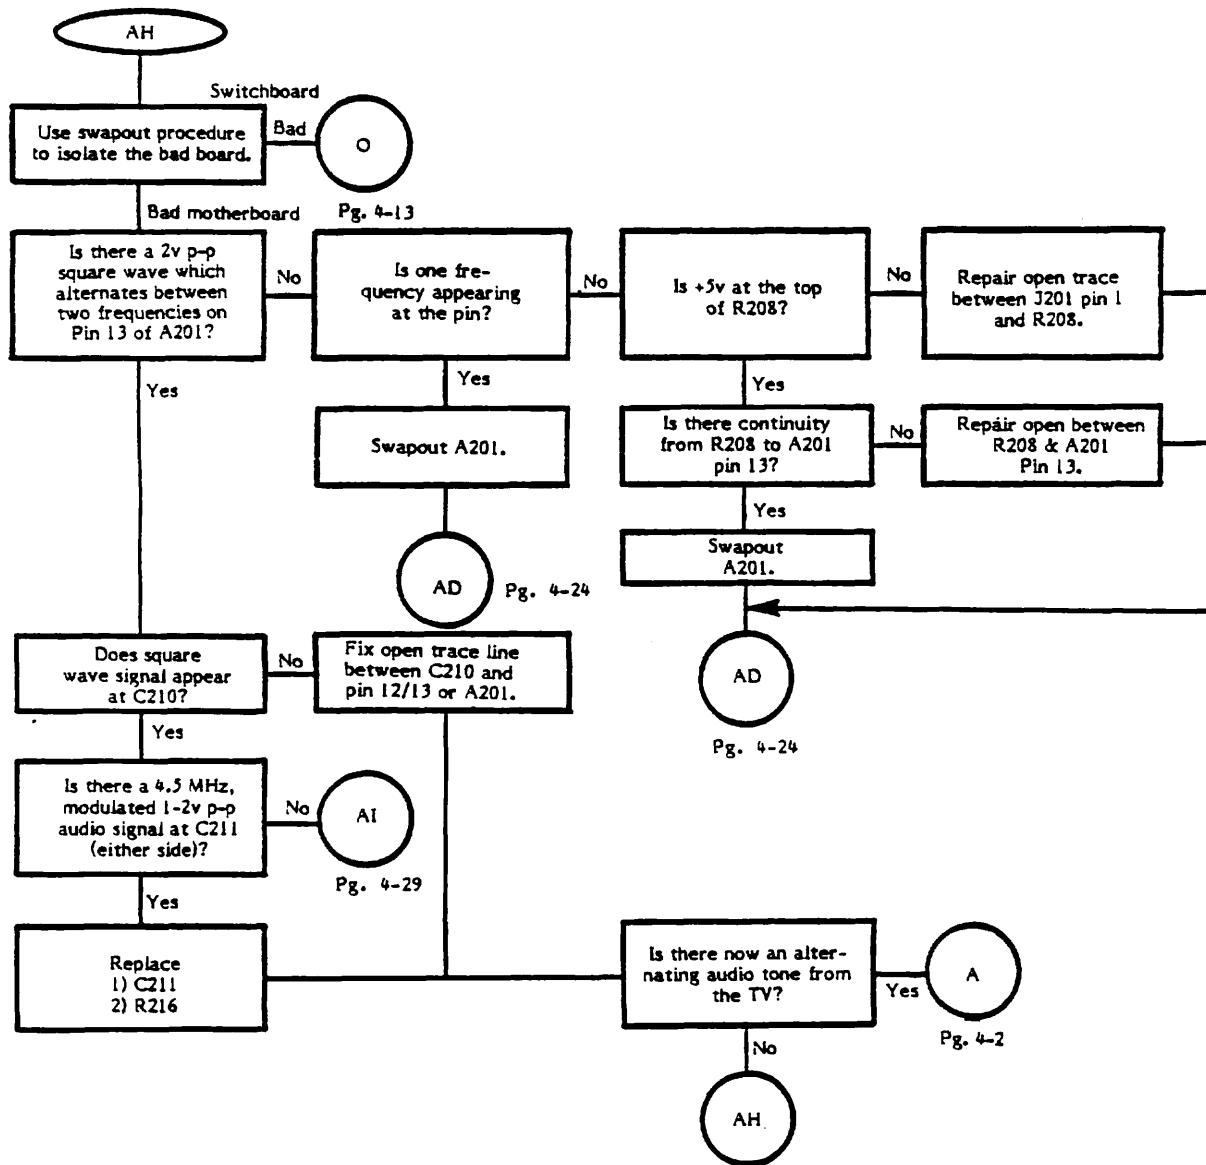 AH
Switchboard
Use swapout procedure
to isolate the bad board.
Bad
O
Pg. 4-13
Bad motherboard
Is there a 2v p-p
square wave which
alternates between
two frequencies on
Pin 13 of A201?
No
Is one fre-
quency appearing
at the pin?
No
Is +5v at the top
of R208?
No
Repair open trace
between J201 pin 1
and R208.
Yes
Yes
Yes
Swapout A201.
Is there continuity
from R208 to A201
pin 13?
No
Repair open between
R208 & A201
Pin 13.
Yes
Swapout
A201.
AD
Pg. 4-24
AD
Pg. 4-24
Does square
wave signal appear
at C210?
No
Fix open trace line
between C210 and
pin 12/13 or A201.
Yes
Is there a 4.5 MHz,
modulated 1-2v p-p
audio signal at C211
(either side)?
No
AI
Pg. 4-29
Yes
Replace
1) C211
2) R216
Is there now an alter-
nating audio tone from
the TV?
Yes
A
Pg. 4-2
No
AH